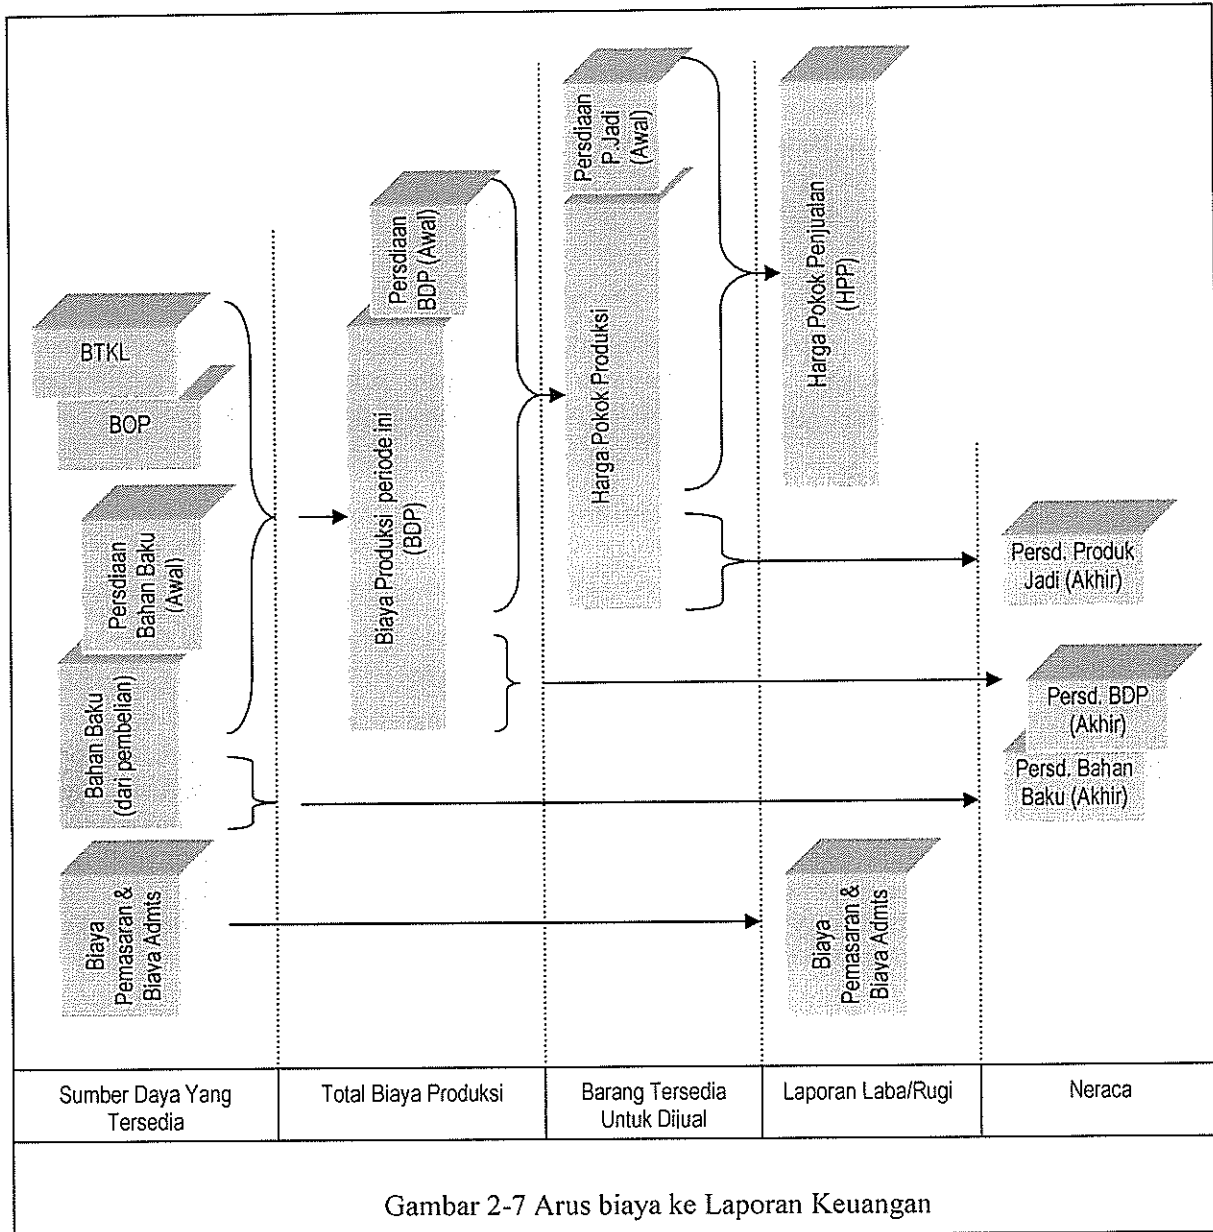 BTKL
BOP
Persdiaan
Bahan Baku
(Awal)
Bahan Baku
(dari pembelian)
Biaya
Pemasaran &
Biaya Admts
Persdiaan
BDP (Awal)
Biaya Produksi periode ini
(BDP)
Persdiaan
P.Jadi
(Awal)
Harga Pokok Produksi
Harga Pokok Penjualan
(HPP)
Biaya
Pemasaran &
Biaya Admts
Persd. Produk
Jadi (Akhir)
Persd. BDP
(Akhir)
Persd. Bahan
Baku (Akhir)
Sumber Daya Yang
Tersedia
Total Biaya Produksi
Barang Tersedia
Untuk Dijual
Laporan Laba/Rugi
Neraca
Gambar 2-7 Arus biaya ke Laporan Keuangan